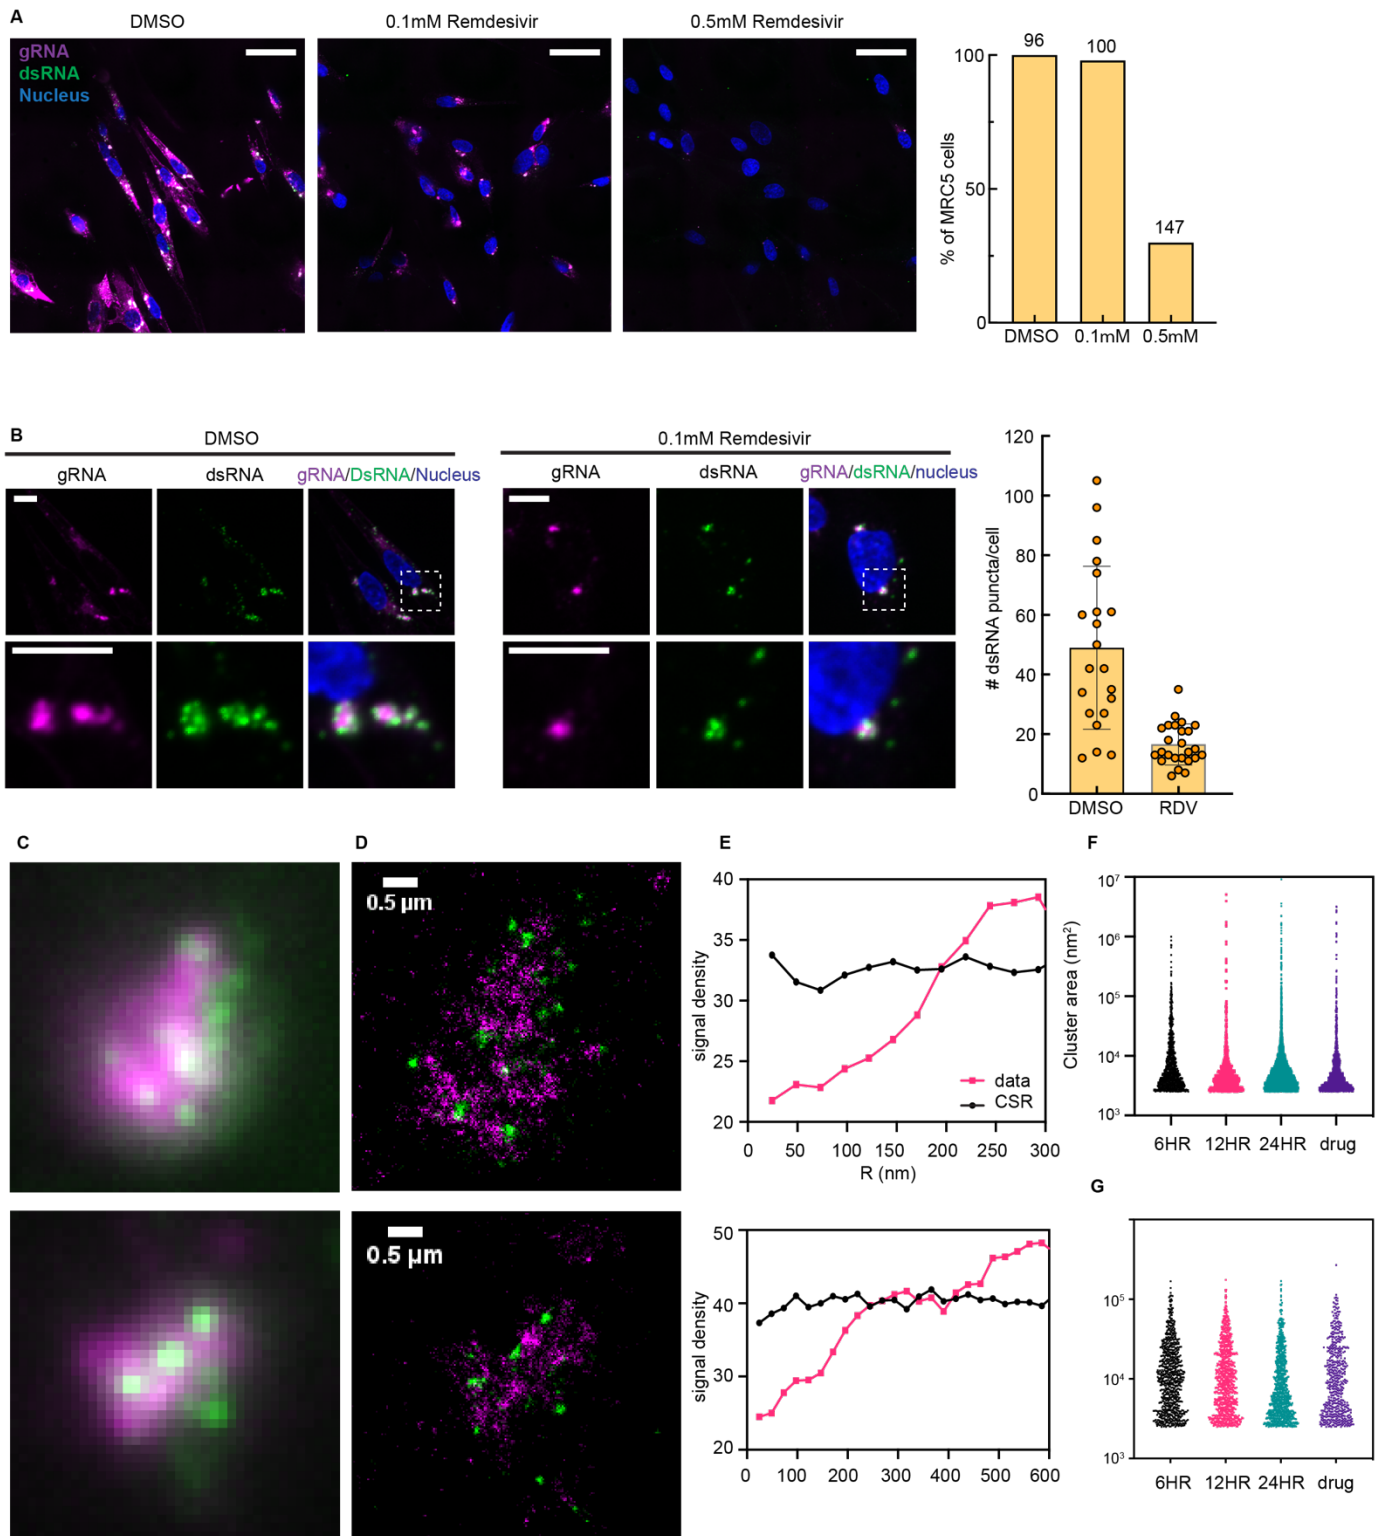 A
DMSO
0.1mM Remdesivir
0.5mM Remdesivir
gRNA
dsRNA
Nucleus
% of MRC5 cells
100
50
0
96
100
147
DMSO
0.1mM
0.5mM
B
DMSO
gRNA
dsRNA
gRNA/DsRNA/Nucleus
0.1mM Remdesivir
gRNA
dsRNA
gRNA/dsRNA/nucleus
# dsRNA puncta/cell
120
100
80
60
40
20
0
DMSO
RDV
C
D
0.5 µm
0.5 µm
E
signal density
40
35
30
25
20
data
CSR
0
50
100
150
200
250
300
R (nm)
signal density
50
40
30
20
0
100
200
300
400
500
600
F
Cluster area (nm²)
10⁷
10⁶
10⁵
10⁴
10³
6HR
12HR
24HR
drug
G
10⁵
10⁴
10³
6HR
12HR
24HR
drug